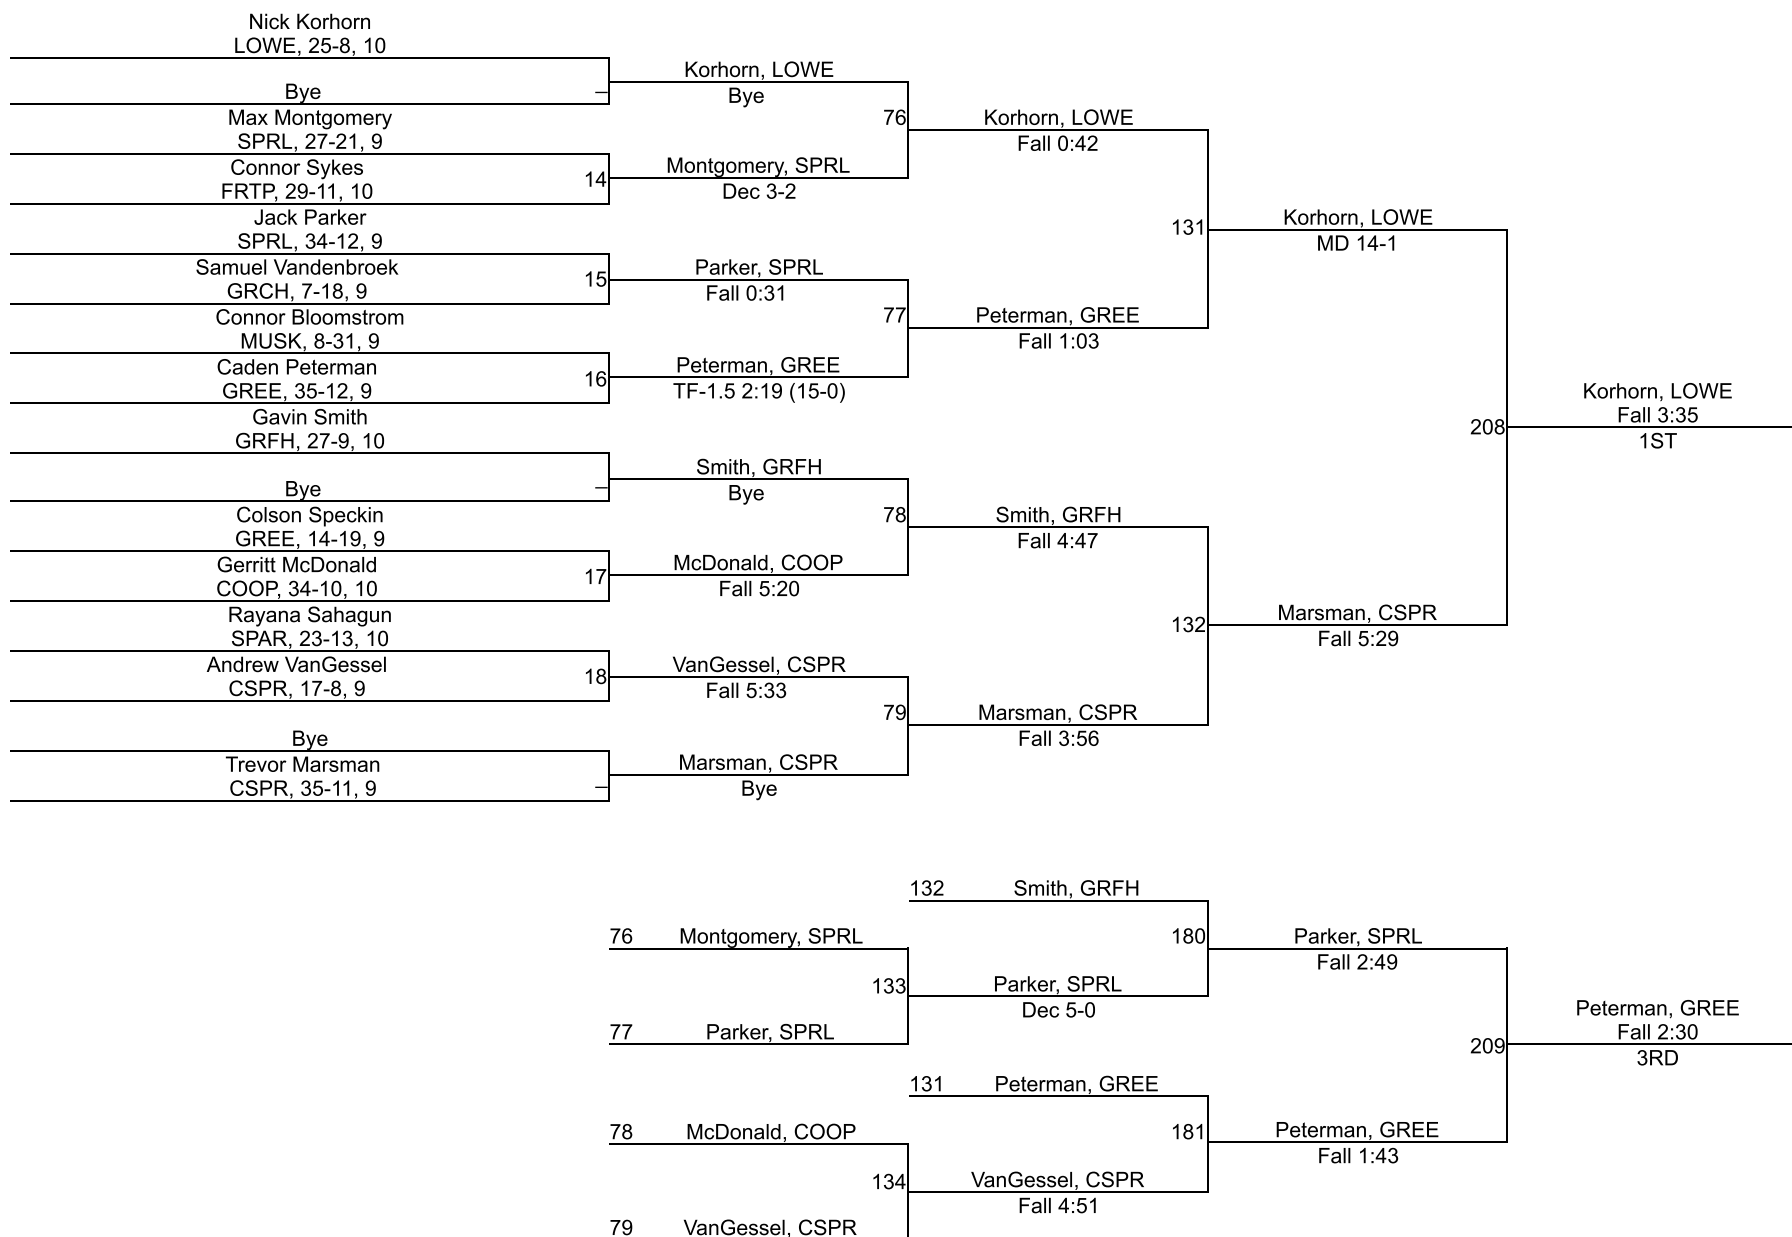 Nick Korhorn
LOWE, 25-8, 10
Bye
–
Max Montgomery
SPRL, 27-21, 9
Connor Sykes
FRTP, 29-11, 10
14
Jack Parker
SPRL, 34-12, 9
Samuel Vandenbroek
GRCH, 7-18, 9
15
Connor Bloomstrom
MUSK, 8-31, 9
Caden Peterman
GREE, 35-12, 9
16
Gavin Smith
GRFH, 27-9, 10
Bye
–
Colson Speckin
GREE, 14-19, 9
Gerritt McDonald
COOP, 34-10, 10
17
Rayana Sahagun
SPAR, 23-13, 10
Andrew VanGessel
CSPR, 17-8, 9
18
Bye
Trevor Marsman
CSPR, 35-11, 9
–
Korhorn, LOWE
Bye
76
Montgomery, SPRL
Dec 3-2
Parker, SPRL
Fall 0:31
77
Peterman, GREE
TF-1.5 2:19 (15-0)
Smith, GRFH
Bye
78
McDonald, COOP
Fall 5:20
VanGessel, CSPR
Fall 5:33
79
Marsman, CSPR
Bye
Korhorn, LOWE
Fall 0:42
131
Peterman, GREE
Fall 1:03
Smith, GRFH
Fall 4:47
132
Marsman, CSPR
Fall 3:56
Korhorn, LOWE
MD 14-1
208
Marsman, CSPR
Fall 5:29
Korhorn, LOWE
Fall 3:35
1ST
132 Smith, GRFH
76 Montgomery, SPRL
180
133
Parker, SPRL
Dec 5-0
77 Parker, SPRL
131 Peterman, GREE
78 McDonald, COOP
181
134
VanGessel, CSPR
Fall 4:51
79 VanGessel, CSPR
Parker, SPRL
Fall 2:49
209
Peterman, GREE
Fall 1:43
Peterman, GREE
Fall 2:30
3RD